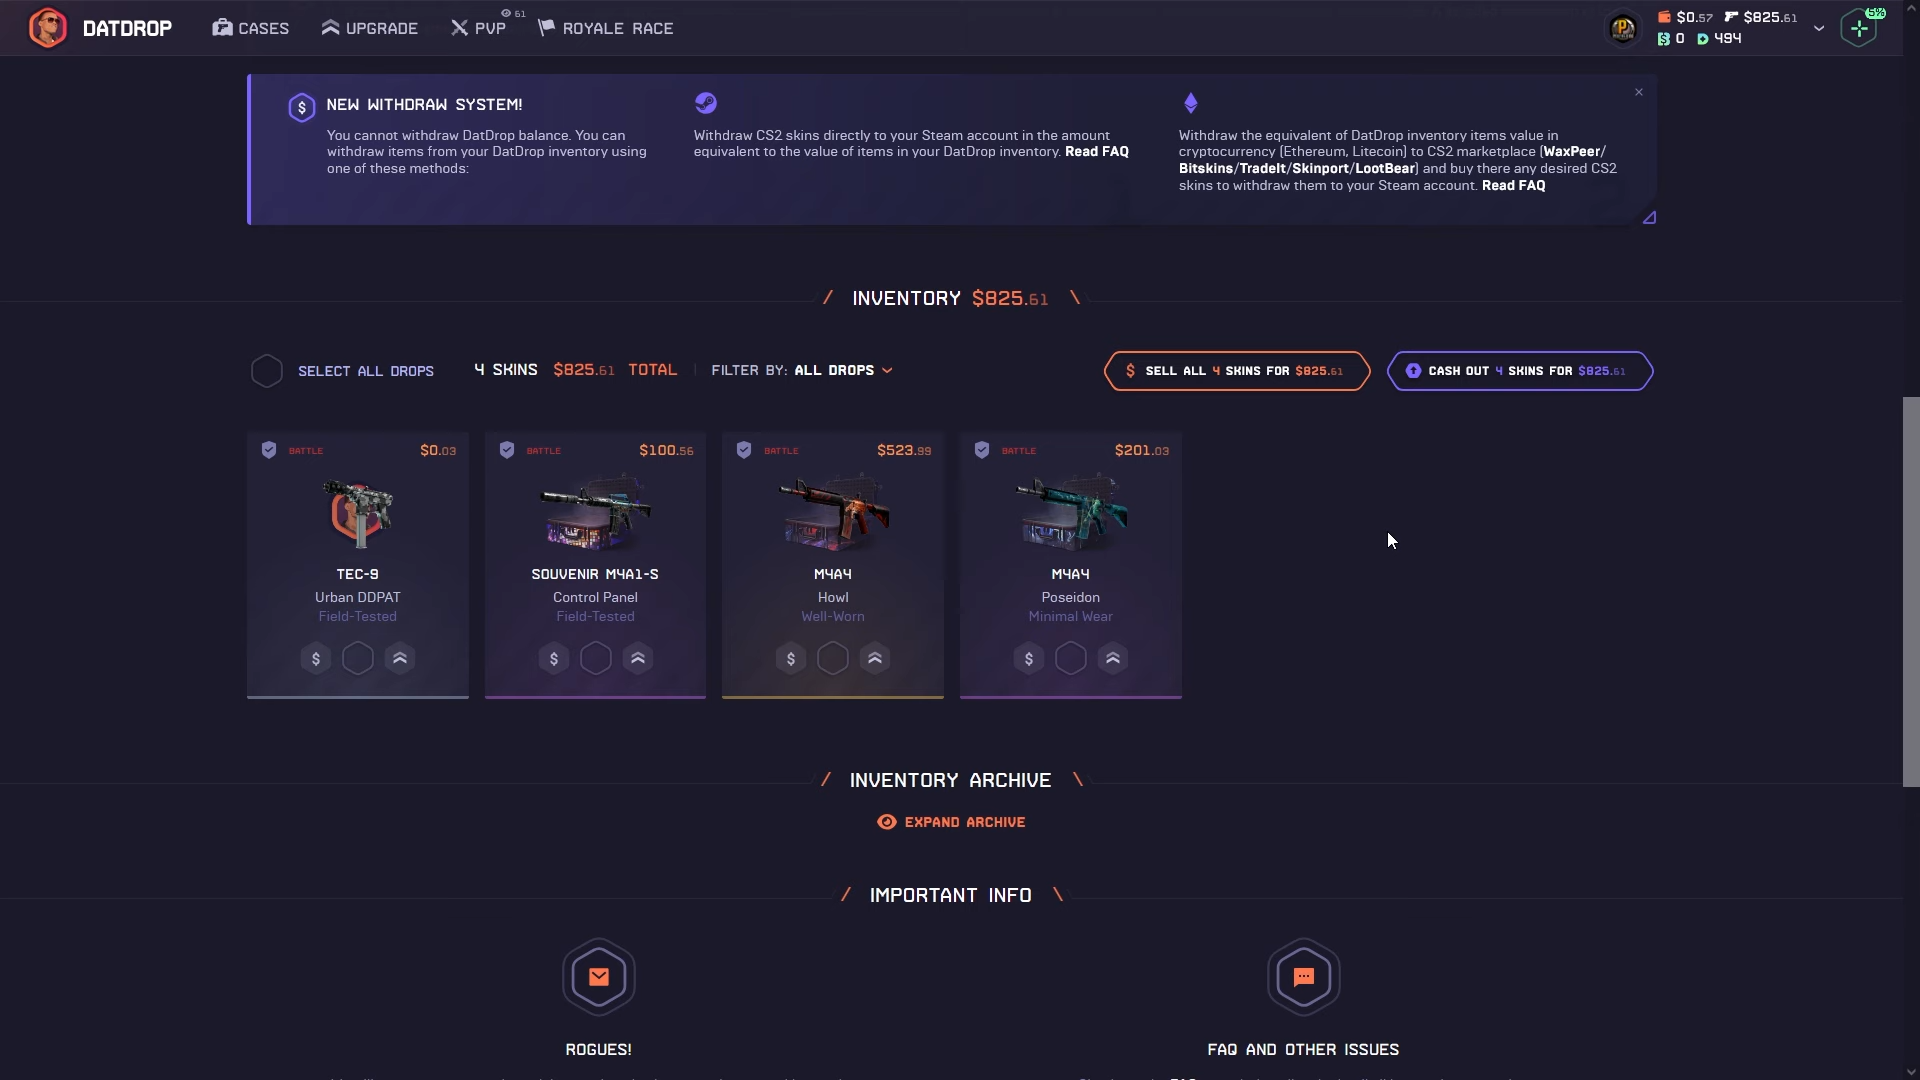 DATDROP
CASES
UPGRADE
PVP
61
ROYALE RACE
$0.57
$825.61
0
494
5%
NEW WITHDRAW SYSTEM!
You cannot withdraw DatDrop balance. You can
withdraw items from your DatDrop inventory using
one of these methods:
Withdraw CS2 skins directly to your Steam account in the amount
equivalent to the value of items in your DatDrop inventory. Read FAQ
Withdraw the equivalent of DatDrop inventory items value in
cryptocurrency (Ethereum, Litecoin) to CS2 marketplace (WaxPeer/
Bitskins/TradeIt/Skinport/LootBear) and buy there any desired CS2
skins to withdraw them to your Steam account. Read FAQ
INVENTORY $825.61
SELECT ALL DROPS
4 SKINS $825.61 TOTAL
FILTER BY: ALL DROPS
SELL ALL 4 SKINS FOR $825.61
CASH OUT 4 SKINS FOR $825.61
BATTLE
$0.03
TEC-9
Urban DDPAT
Field-Tested
BATTLE
$100.56
SOUVENIR M4A1-S
Control Panel
Field-Tested
BATTLE
$523.99
M4A4
Howl
Well-Worn
BATTLE
$201.03
M4A4
Poseidon
Minimal Wear
INVENTORY ARCHIVE
EXPAND ARCHIVE
IMPORTANT INFO
ROGUES!
FAQ AND OTHER ISSUES